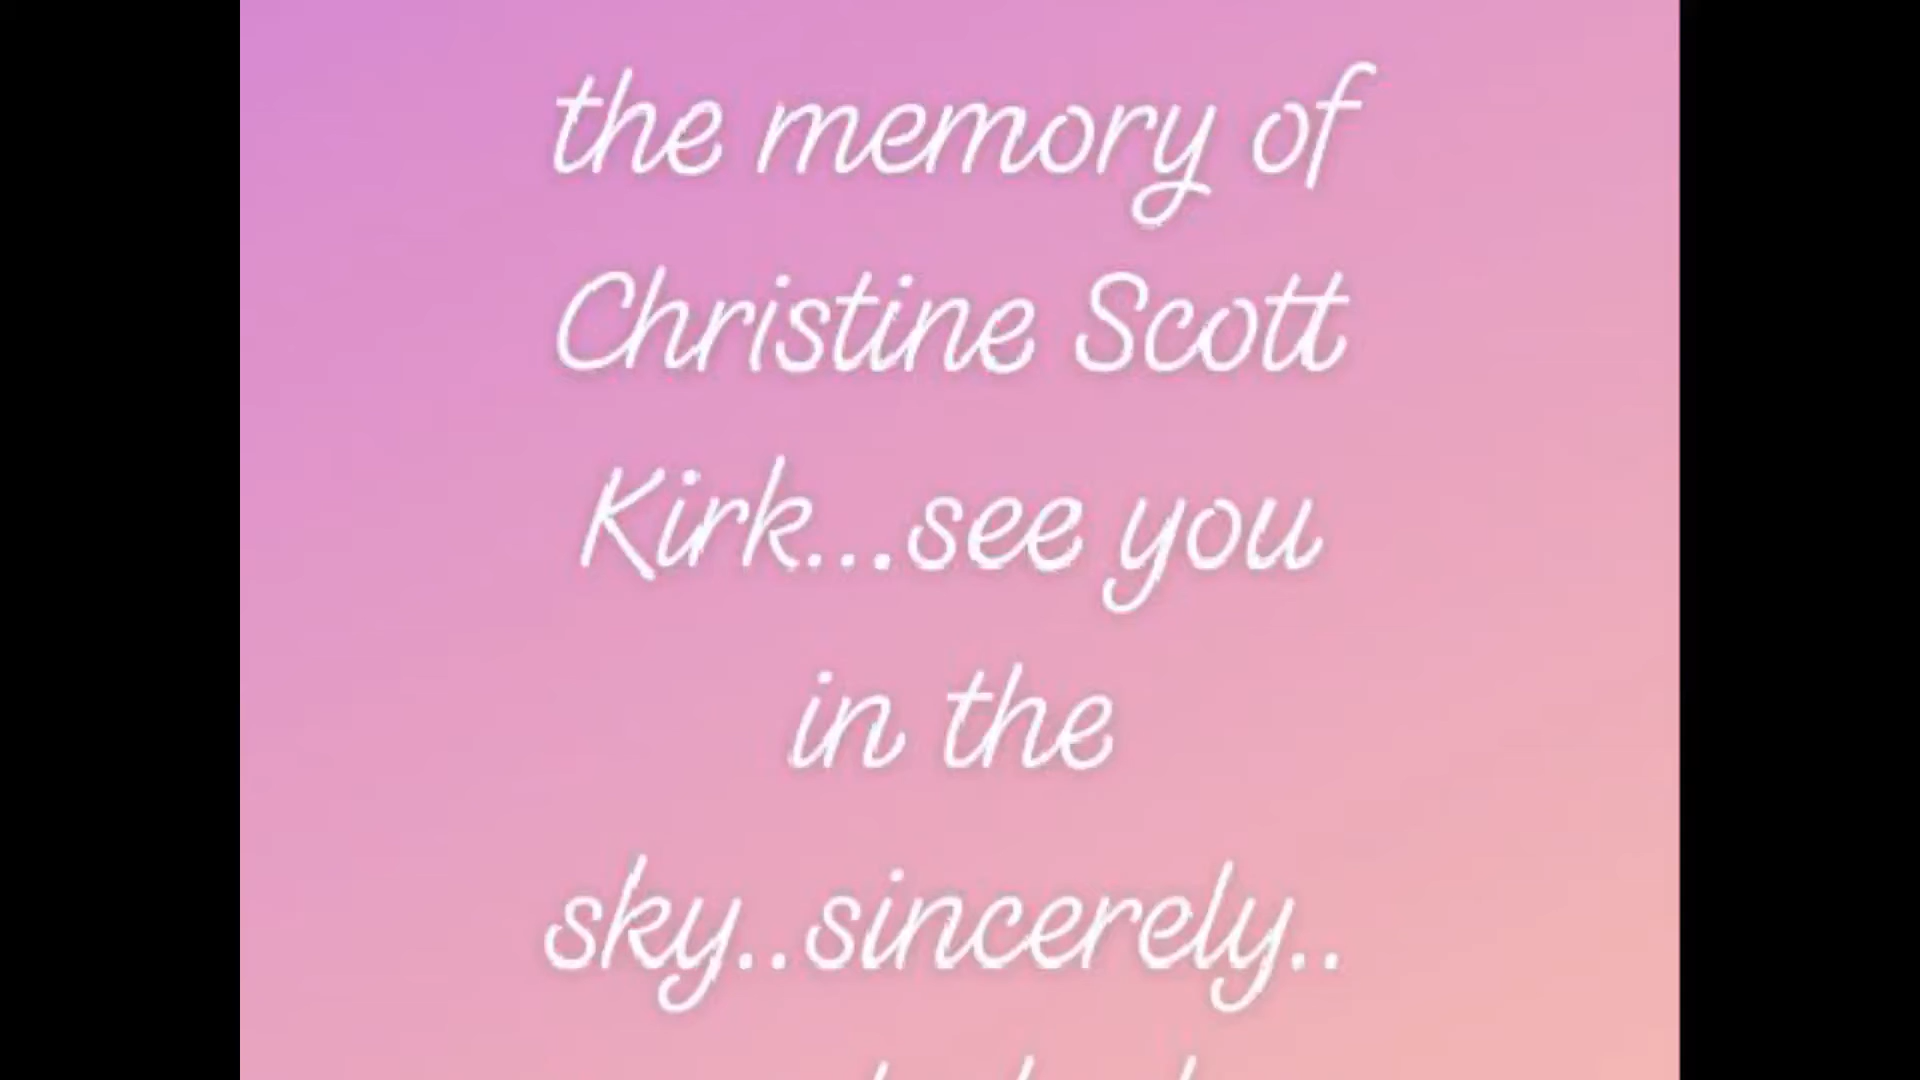 the memory of
Christine Scott
Kirk...see you
in the
sky..sincerely..